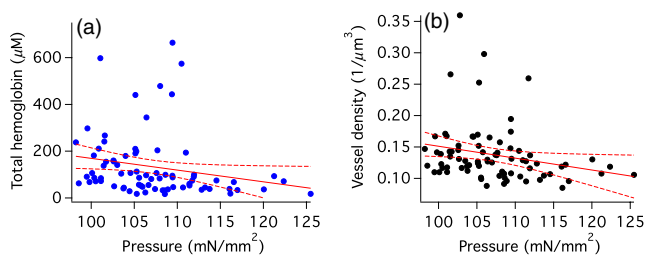 (a)
Total hemoglobin (μM)
600
400
200
0
100 105 110 115 120 125
Pressure (mN/mm²)
(b)
Vessel density (1/μm³)
0.35
0.30
0.25
0.20
0.15
0.10
100 105 110 115 120 125
Pressure (mN/mm²)